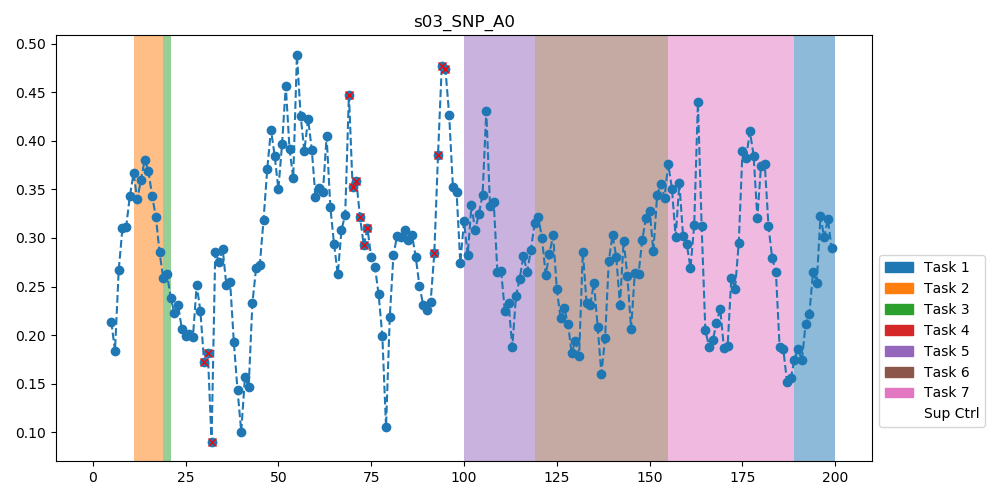 s03_SNP_A0
0.50
0.45
0.40
0.35
0.30
0.25
0.20
0.15
0.10
0
25
50
75
100
125
150
175
200
Task 1
Task 2
Task 3
Task 4
Task 5
Task 6
Task 7
Sup Ctrl